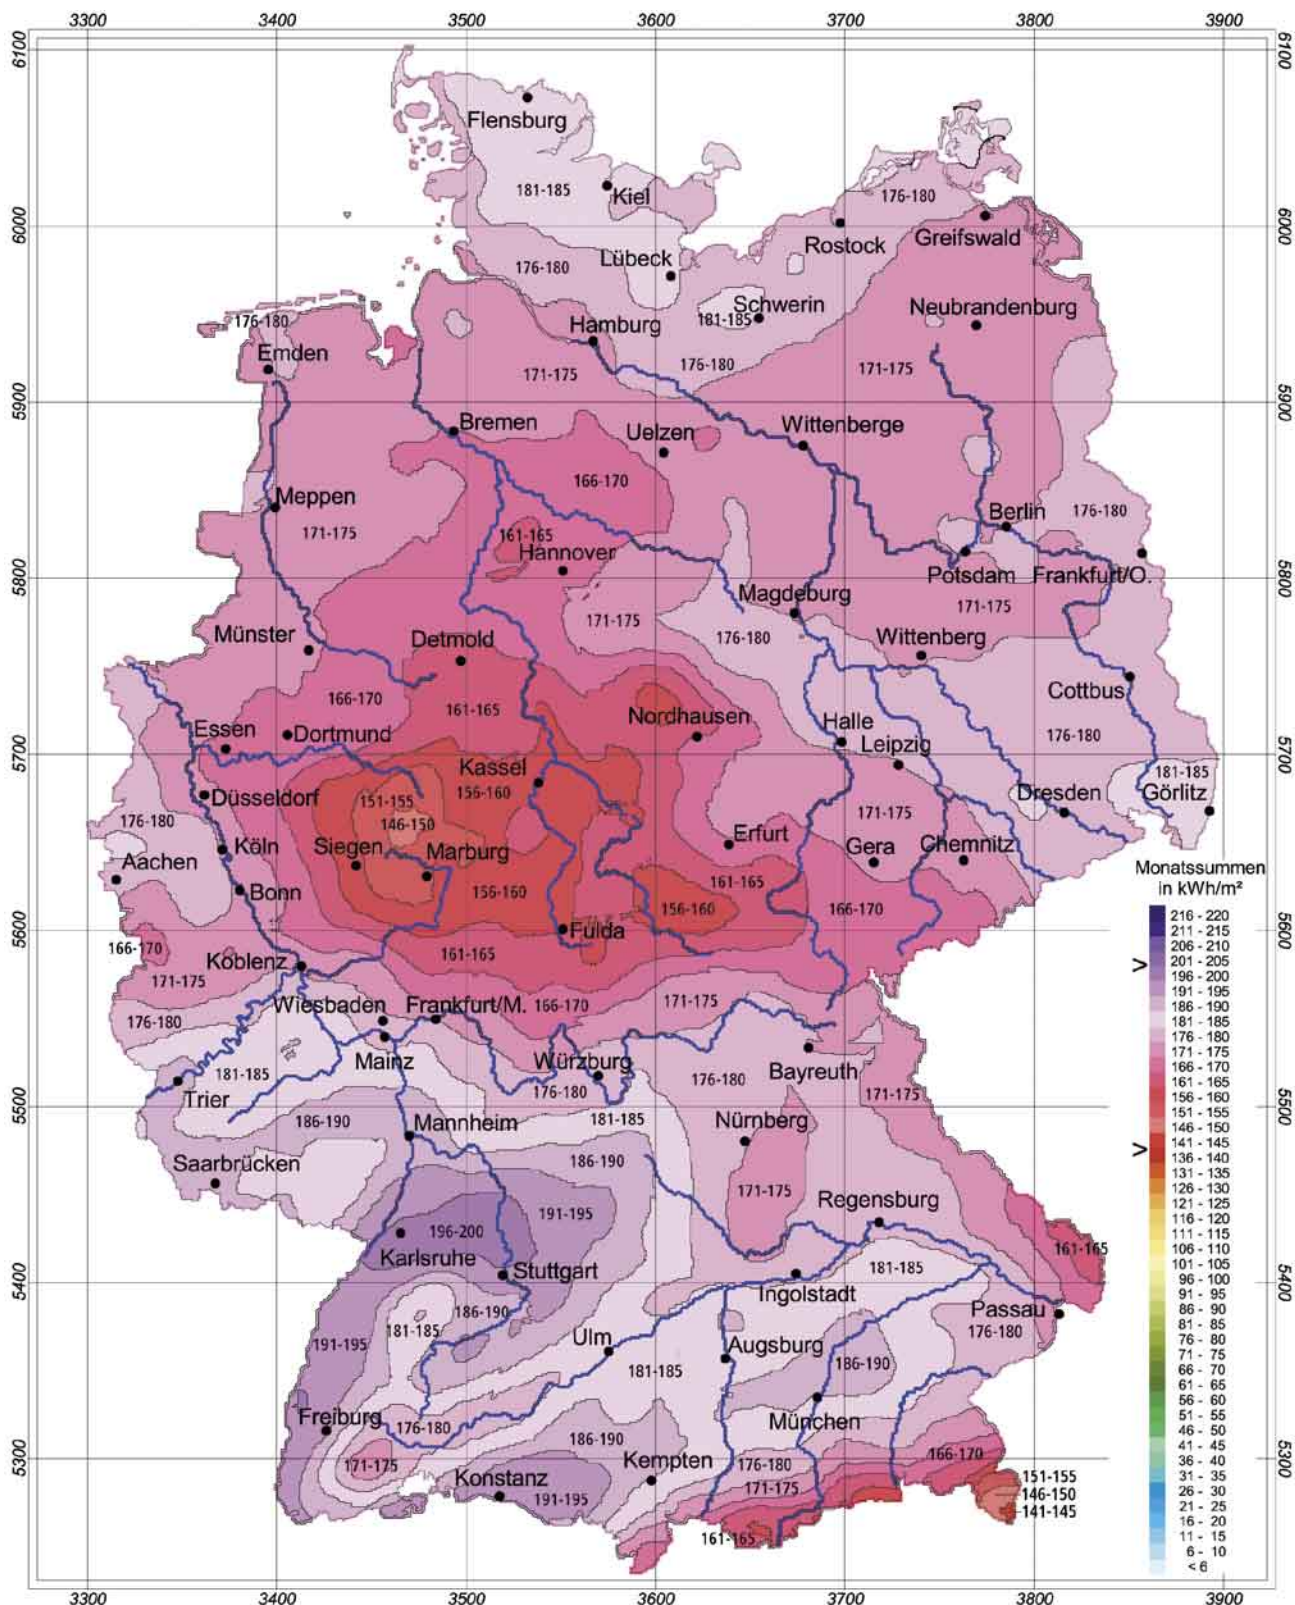 3300 3400 3500 3600 3700 3800 3900
6100 6100
Flensburg
181-185
Kiel
176-180
6000 6000
Rostock
Greifswald
Lübeck
176-180
Schwerin
Neubrandenburg
176-180
181-185
Hamburg
Emden
176-180
171-175
171-175
5900 5900
Bremen
Uelzen
Wittenberge
166-170
Meppen
176-180
171-175
Berlin
161-165
Hannover
Potsdam
Frankfurt/O.
5800 5800
Magdeburg
171-175
171-175
Münster
Detmold
176-180
Wittenberg
166-170
161-165
Cottbus
Nordhausen
Essen
Dortmund
Halle
176-180
Leipzig
5700 5700
Kassel
181-185
151-155
156-160
Düsseldorf
Dresden
Görlitz
176-180
146-150
171-175
Köln
Siegen
Marburg
Erfurt
Gera
Chemnitz
Aachen
161-165
Bonn
156-160
156-160
166-170
5600 5600
Fulda
166-170
161-165
Koblenz
171-175
Wiesbaden
Frankfurt/M.
166-170
171-175
176-180
Mainz
Würzburg
Bayreuth
181-185
176-180
176-180
Trier
171-175
5500 5500
186-190
Mannheim
181-185
Nürnberg
Saarbrücken
186-190
171-175
Regensburg
191-195
196-200
161-165
Karlsruhe
Stuttgart
181-185
5400 5400
Ingolstadt
186-190
Passau
181-185
176-180
191-195
Ulm
Augsburg
181-185
186-190
Freiburg
München
176-180
186-190
166-170
5300 5300
171-175
Kempten
176-180
Konstanz
171-175
191-195
151-155
146-150
141-145
161-165
Monatssummen
in kWh/m²
216 - 220
211 - 215
206 - 210
201 - 205
>
196 - 200
191 - 195
186 - 190
181 - 185
176 - 180
171 - 175
166 - 170
161 - 165
156 - 160
151 - 155
146 - 150
141 - 145
>
136 - 140
131 - 135
126 - 130
121 - 125
116 - 120
111 - 115
106 - 110
101 - 105
96 - 100
91 - 95
86 - 90
81 - 85
76 - 80
71 - 75
66 - 70
61 - 65
56 - 60
51 - 55
46 - 50
41 - 45
36 - 40
31 - 35
26 - 30
21 - 25
16 - 20
11 - 15
6 - 10
< 6
3300 3400 3500 3600 3700 3800 3900